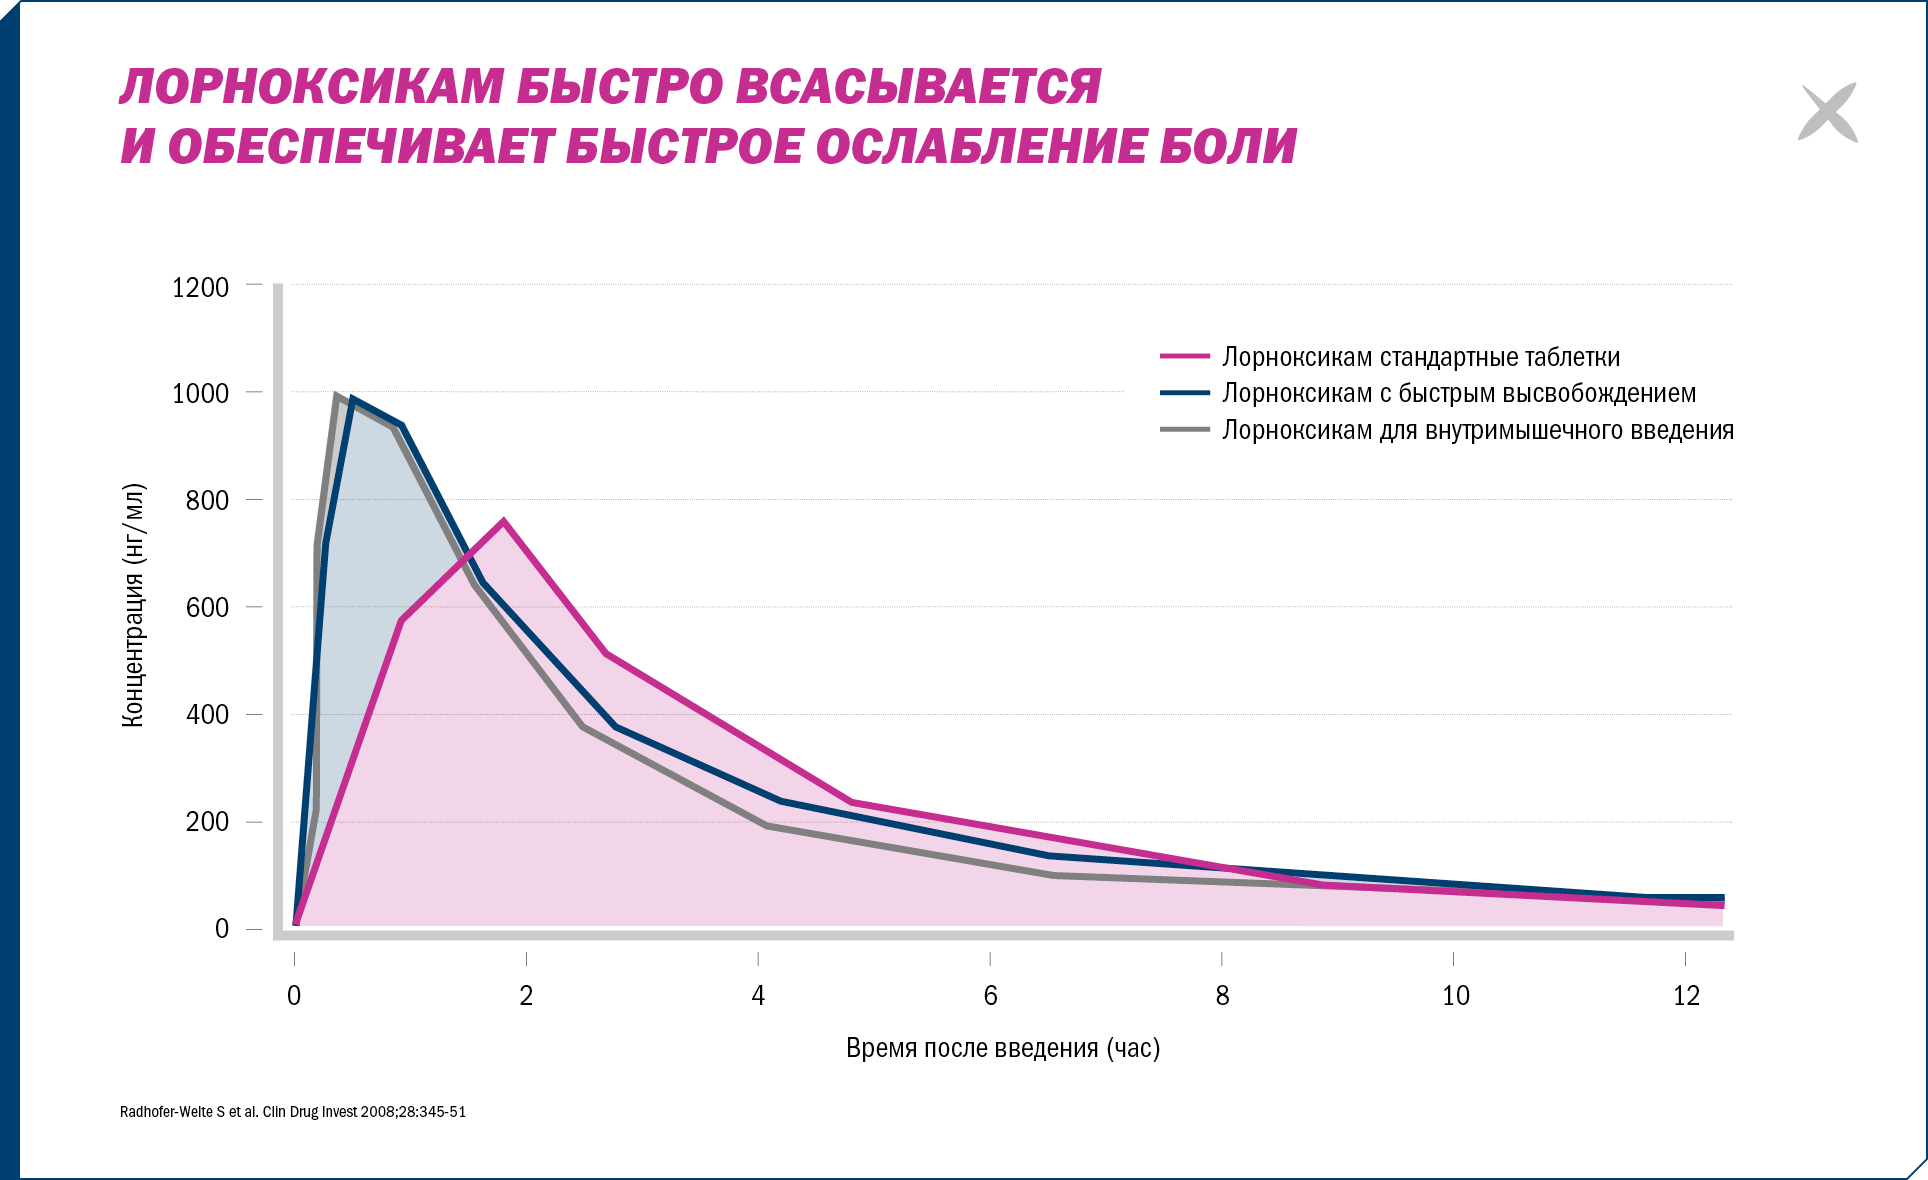 ЛОРНОКСИКАМ БЫСТРО ВСАСЫВАЕТСЯ
И ОБЕСПЕЧИВАЕТ БЫСТРОЕ ОСЛАБЛЕНИЕ БОЛИ
1200
1000
800
600
400
200
0
Концентрация (нг/мл)
Лорноксикам стандартные таблетки
Лорноксикам с быстрым высвобождением
Лорноксикам для внутримышечного введения
0 2 4 6 8 10 12
Время после введения (час)
Radhofer-Welte S et al. Clin Drug Invest 2008;28:345-51